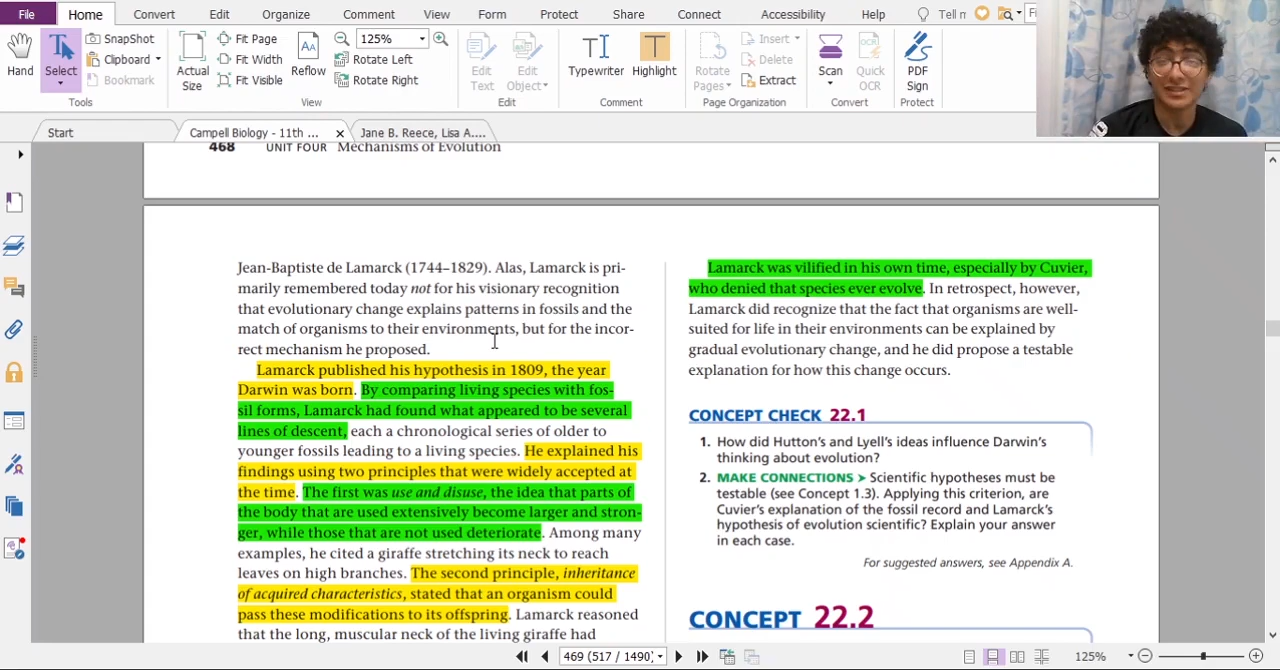 File Home Convert Edit Organize Comment View Form Protect Share Connect Accessibility Help
Hand
Select
SnapShot
Clipboard
Bookmark
Tools
Actual Size
Fit Page
Fit Width
Fit Visible
Reflow
125%
Rotate Left
Rotate Right
View
Edit Text
Edit Object
Edit
Typewriter
Highlight
Comment
Rotate Pages
Insert
Delete
Extract
Page Organization
Scan
Quick OCR
Convert
PDF Sign
Protect
Start
Campell Biology - 11th ...
Jane B. Reece, Lisa A....
468 UNIT FOUR Mechanisms of Evolution
Jean-Baptiste de Lamarck (1744–1829). Alas, Lamarck is pri-
marily remembered today not for his visionary recognition
that evolutionary change explains patterns in fossils and the
match of organisms to their environments, but for the incor-
rect mechanism he proposed.
Lamarck published his hypothesis in 1809, the year
Darwin was born. By comparing living species with fos-
sil forms, Lamarck had found what appeared to be several
lines of descent, each a chronological series of older to
younger fossils leading to a living species. He explained his
findings using two principles that were widely accepted at
the time. The first was use and disuse, the idea that parts of
the body that are used extensively become larger and stron-
ger, while those that are not used deteriorate. Among many
examples, he cited a giraffe stretching its neck to reach
leaves on high branches. The second principle, inheritance
of acquired characteristics, stated that an organism could
pass these modifications to its offspring. Lamarck reasoned
that the long, muscular neck of the living giraffe had
Lamarck was vilified in his own time, especially by Cuvier,
who denied that species ever evolve. In retrospect, however,
Lamarck did recognize that the fact that organisms are well-
suited for life in their environments can be explained by
gradual evolutionary change, and he did propose a testable
explanation for how this change occurs.
CONCEPT CHECK 22.1
1. How did Hutton's and Lyell's ideas influence Darwin's
thinking about evolution?
2. MAKE CONNECTIONS ➤ Scientific hypotheses must be
testable (see Concept 1.3). Applying this criterion, are
Cuvier's explanation of the fossil record and Lamarck's
hypothesis of evolution scientific? Explain your answer
in each case.
For suggested answers, see Appendix A.
CONCEPT 22.2
469 (517 / 1490)
125%